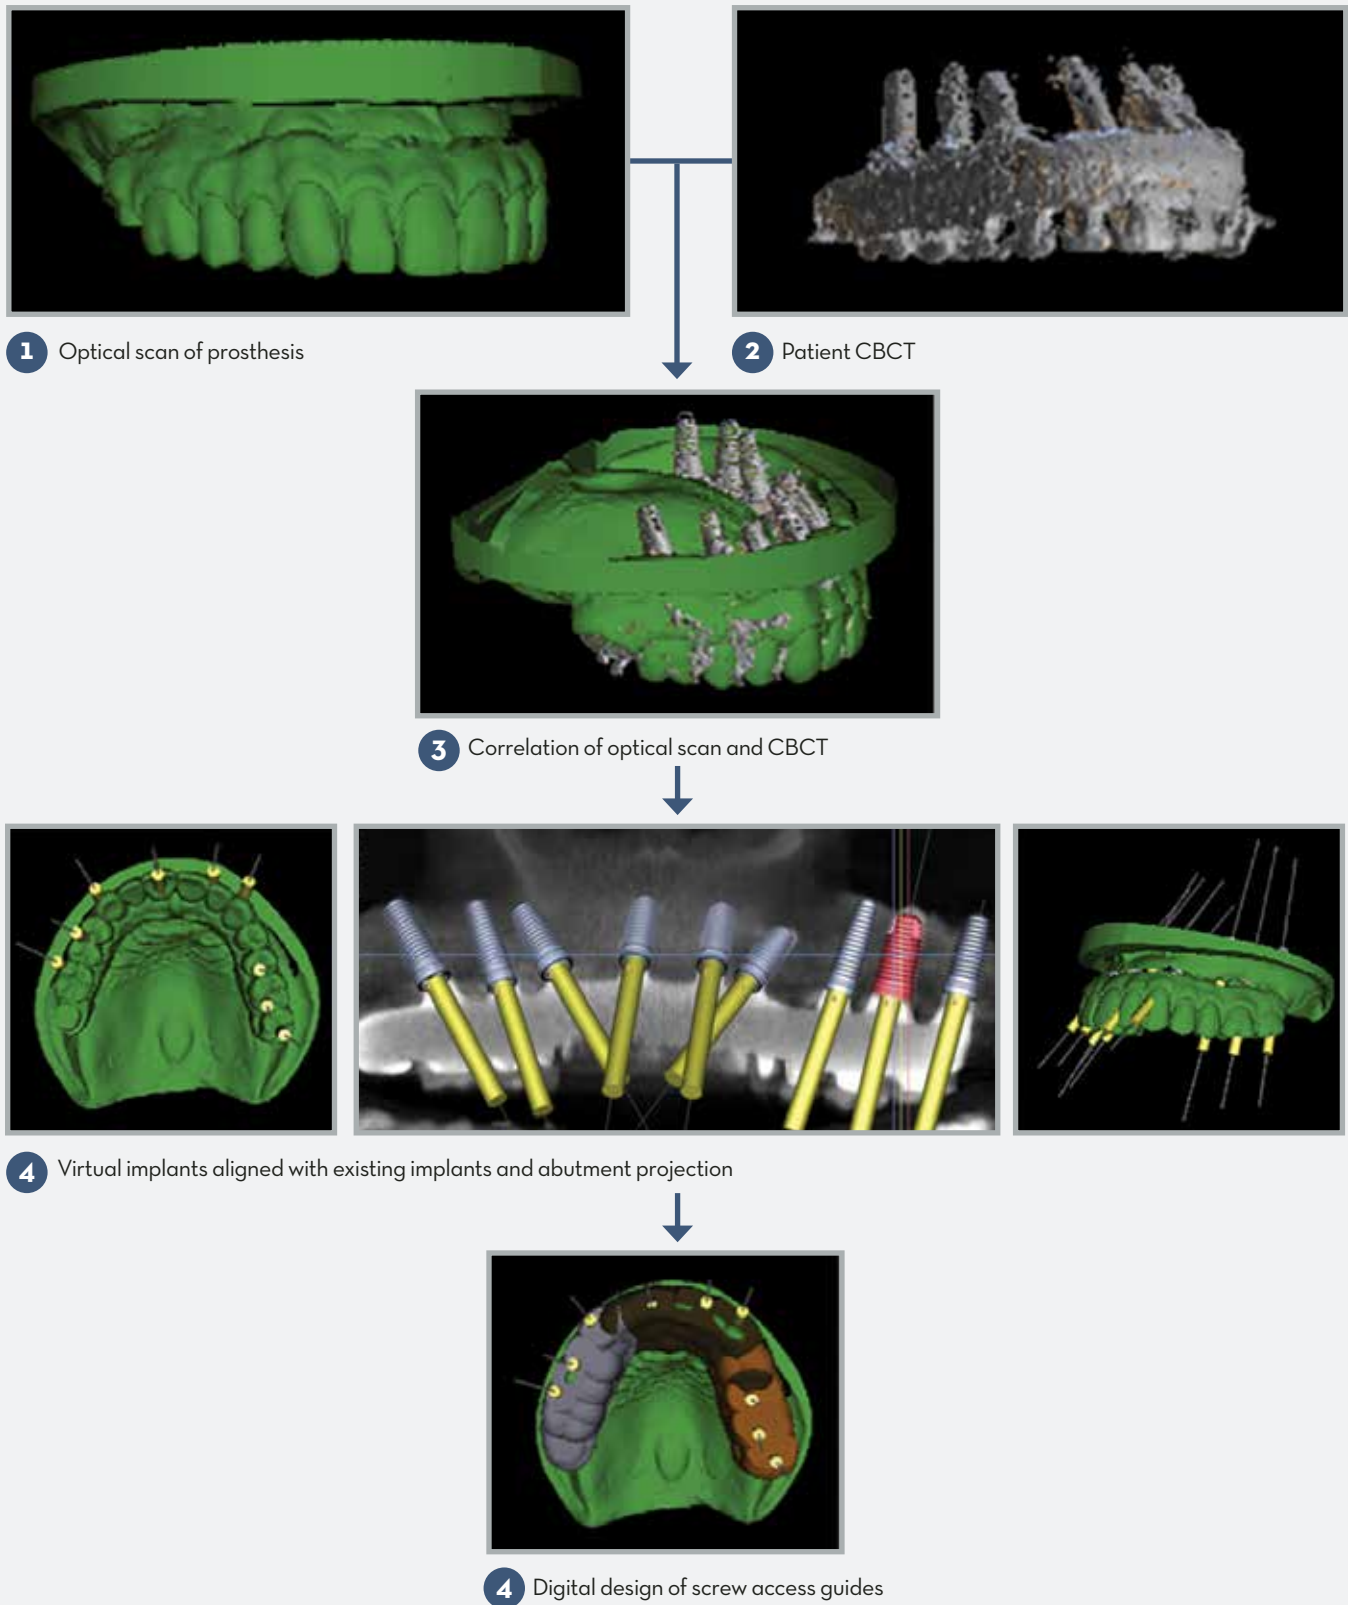 1 Optical scan of prosthesis
2 Patient CBCT
3 Correlation of optical scan and CBCT
4 Virtual implants aligned with existing implants and abutment projection
4 Digital design of screw access guides